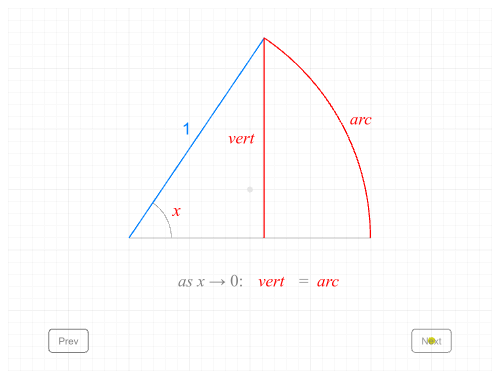 1
arc
vert
x
as x → 0: vert = arc
Prev
Next